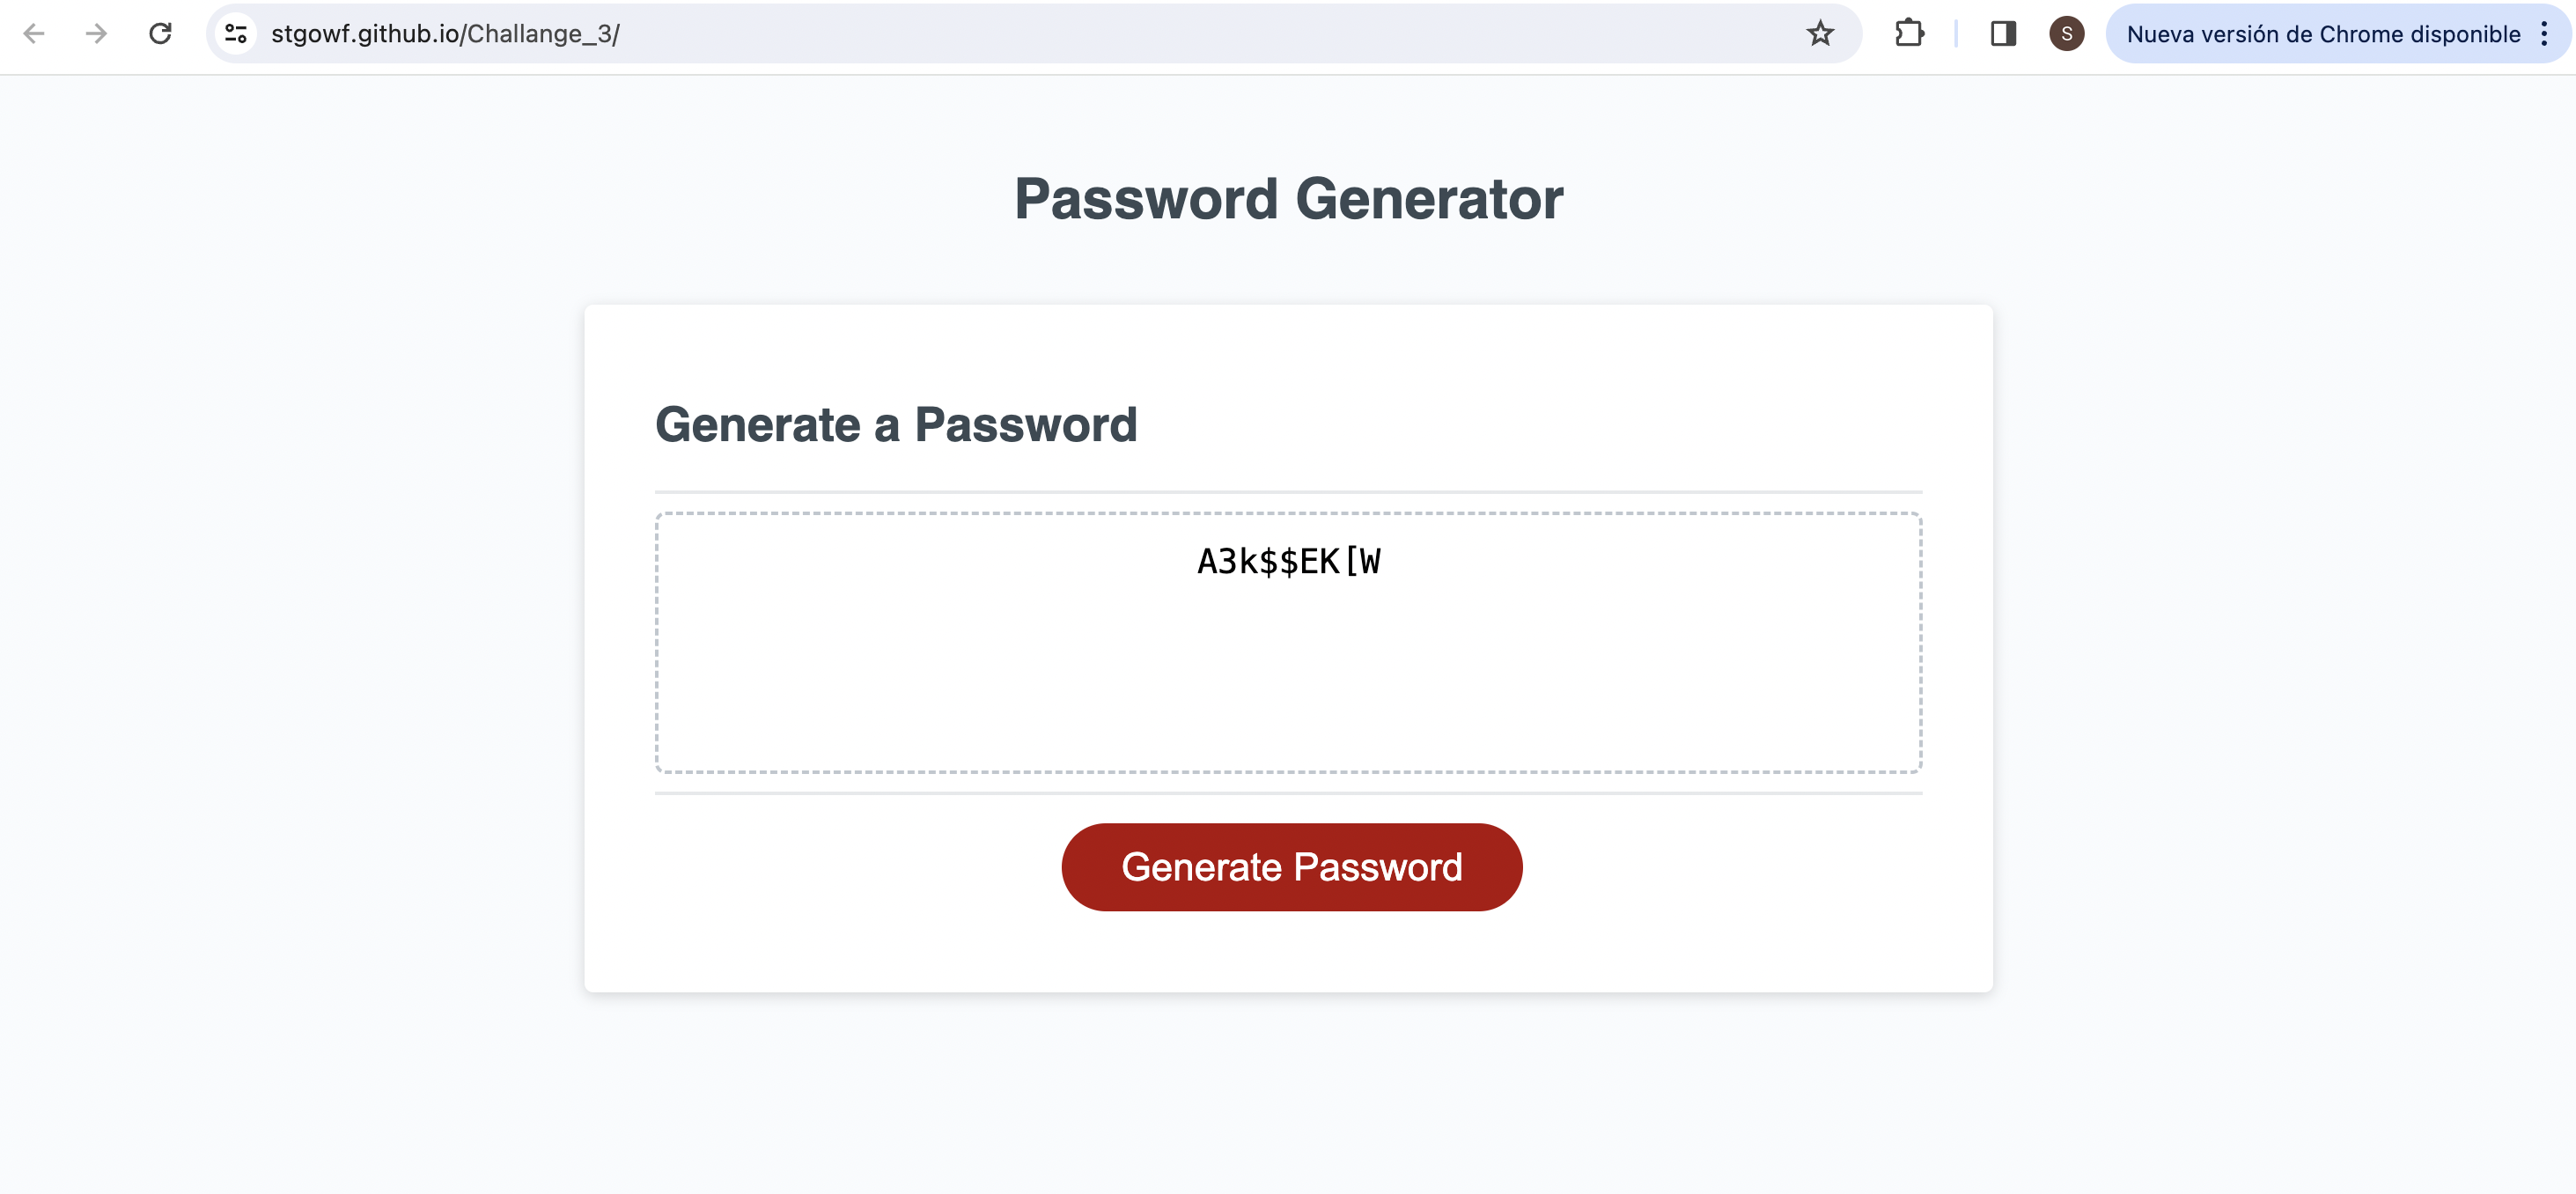 stgowf.github.io/Challange_3/
S
Nueva versión de Chrome disponible
Password Generator
Generate a Password
A3k$$EK[W
Generate Password